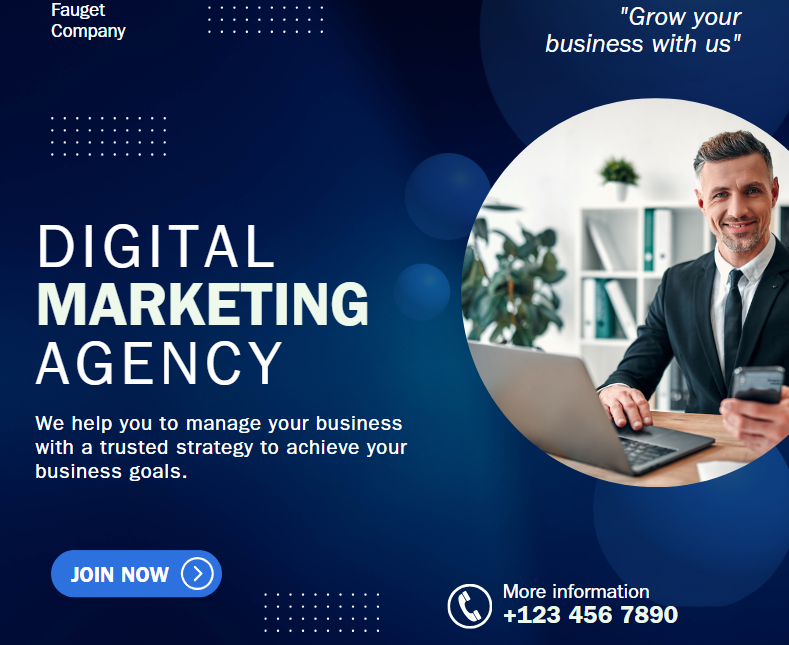 Fauget
Company
"Grow your
business with us"
DIGITAL
MARKETING
AGENCY
We help you to manage your business
with a trusted strategy to achieve your
business goals.
JOIN NOW
More information
+123 456 7890